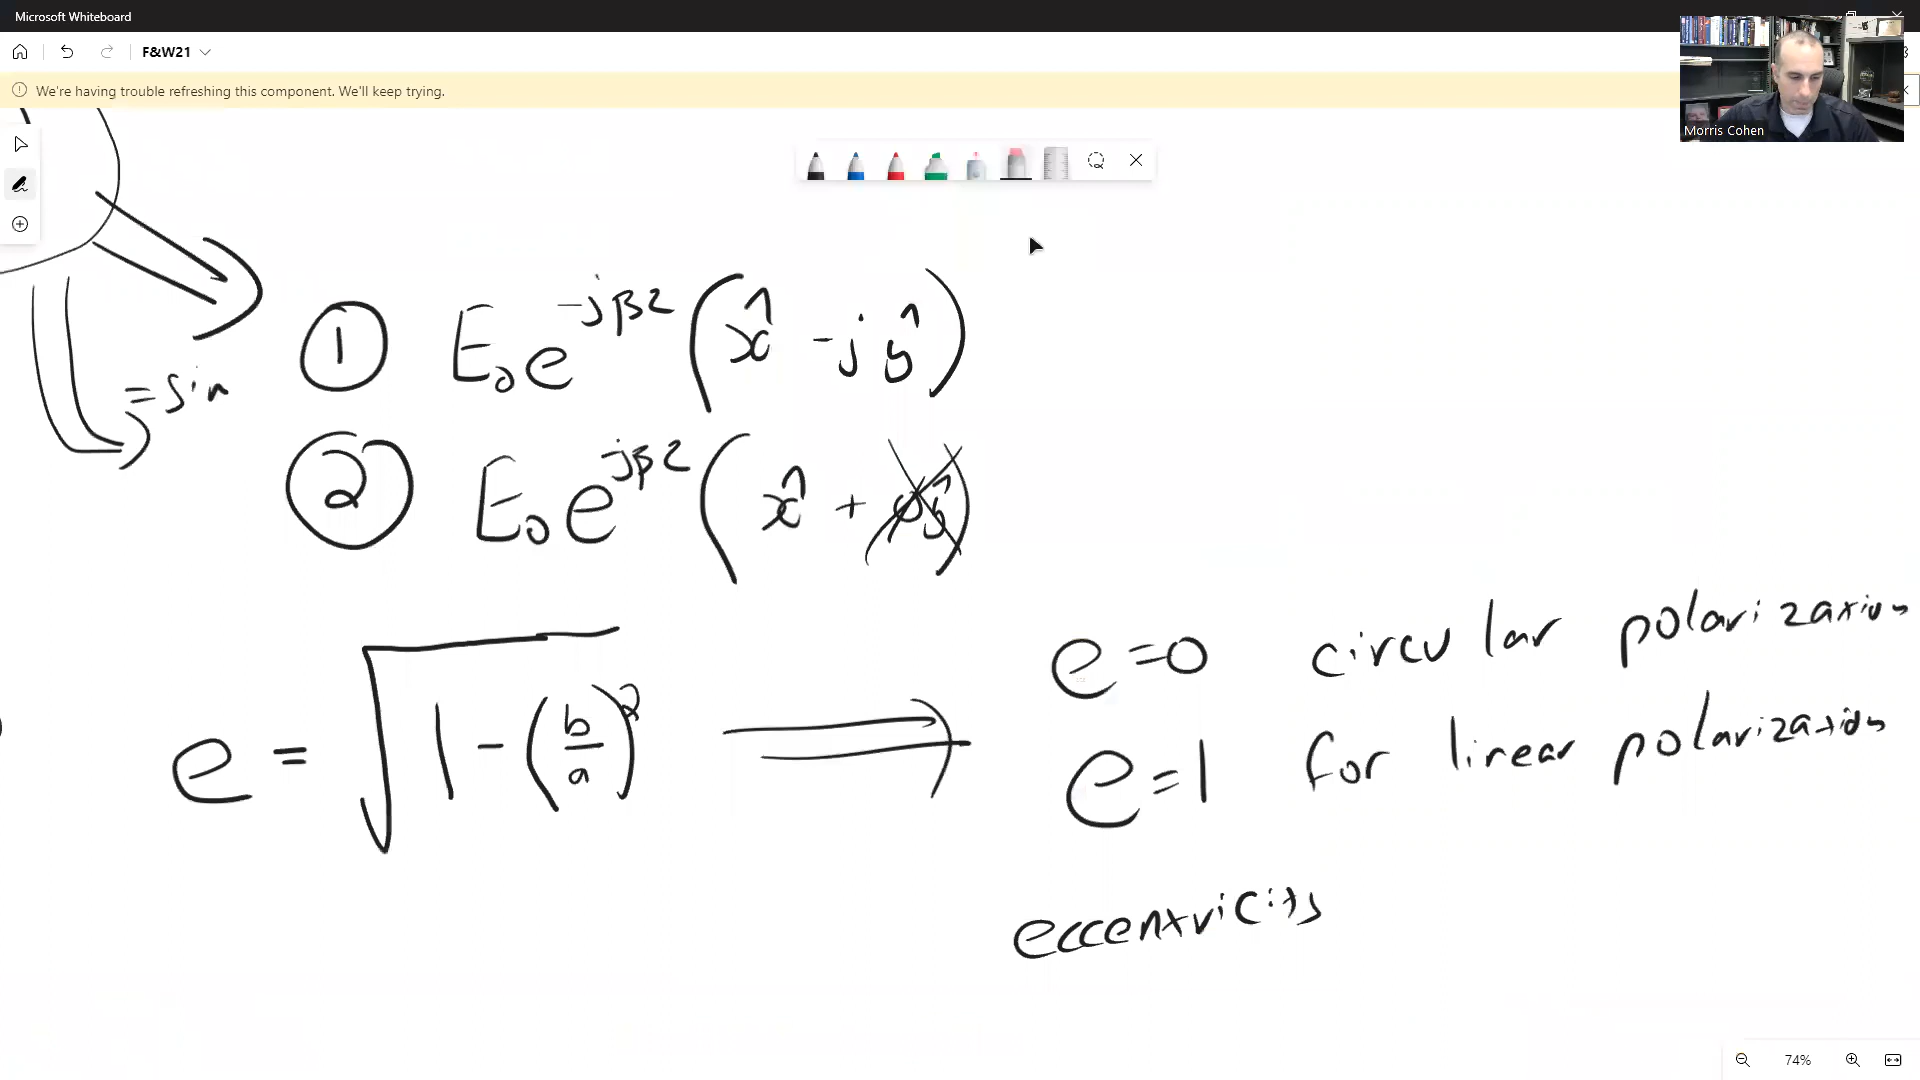 Microsoft Whiteboard
F&W21
We're having trouble refreshing this component. We'll keep trying.
Morris Cohen
= sin
① E₀e^{-jβz} (x̂ - jŷ)
② E₀e^{-jβz} (x̂ + 0ŷ)
e = √(1 - (b/a)²) ⟹
e=0 circular polarization
e=1 for linear polarization
eccentricity
74%